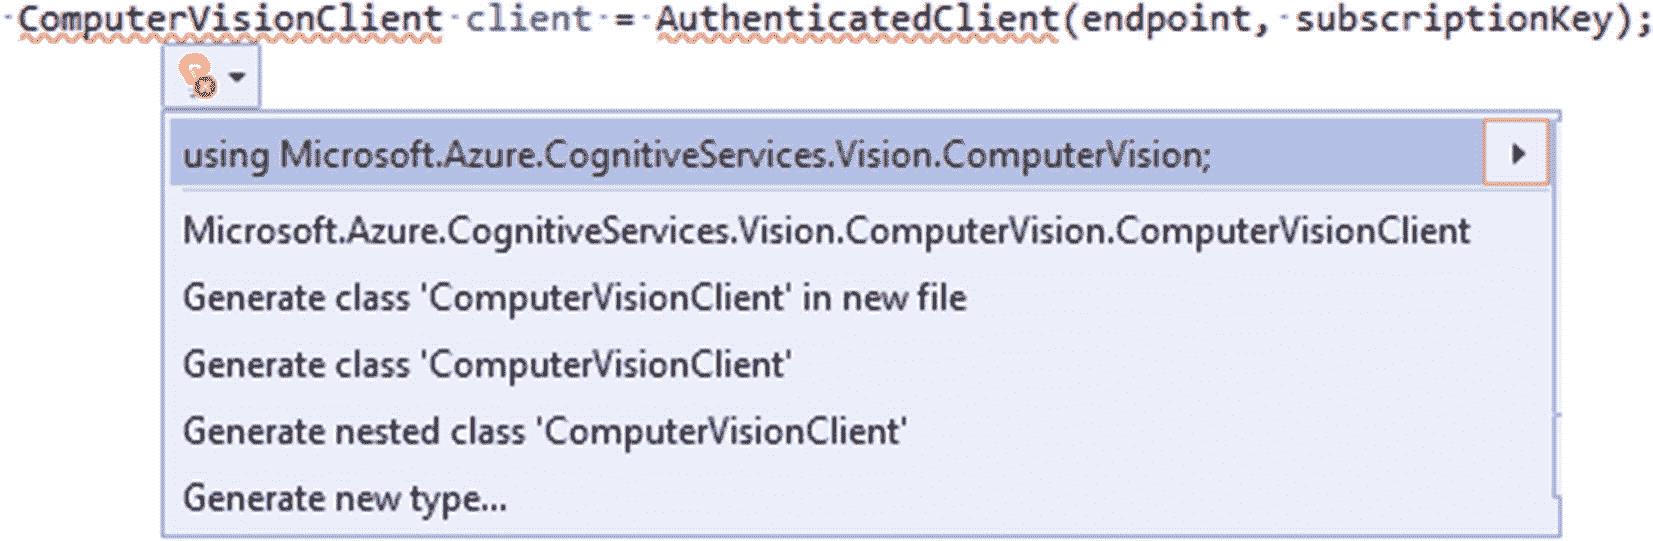 ComputerVisionClient client = AuthenticatedClient(endpoint, subscriptionKey);
using Microsoft.Azure.CognitiveServices.Vision.ComputerVision;
Microsoft.Azure.CognitiveServices.Vision.ComputerVision.ComputerVisionClient
Generate class 'ComputerVisionClient' in new file
Generate class 'ComputerVisionClient'
Generate nested class 'ComputerVisionClient'
Generate new type...